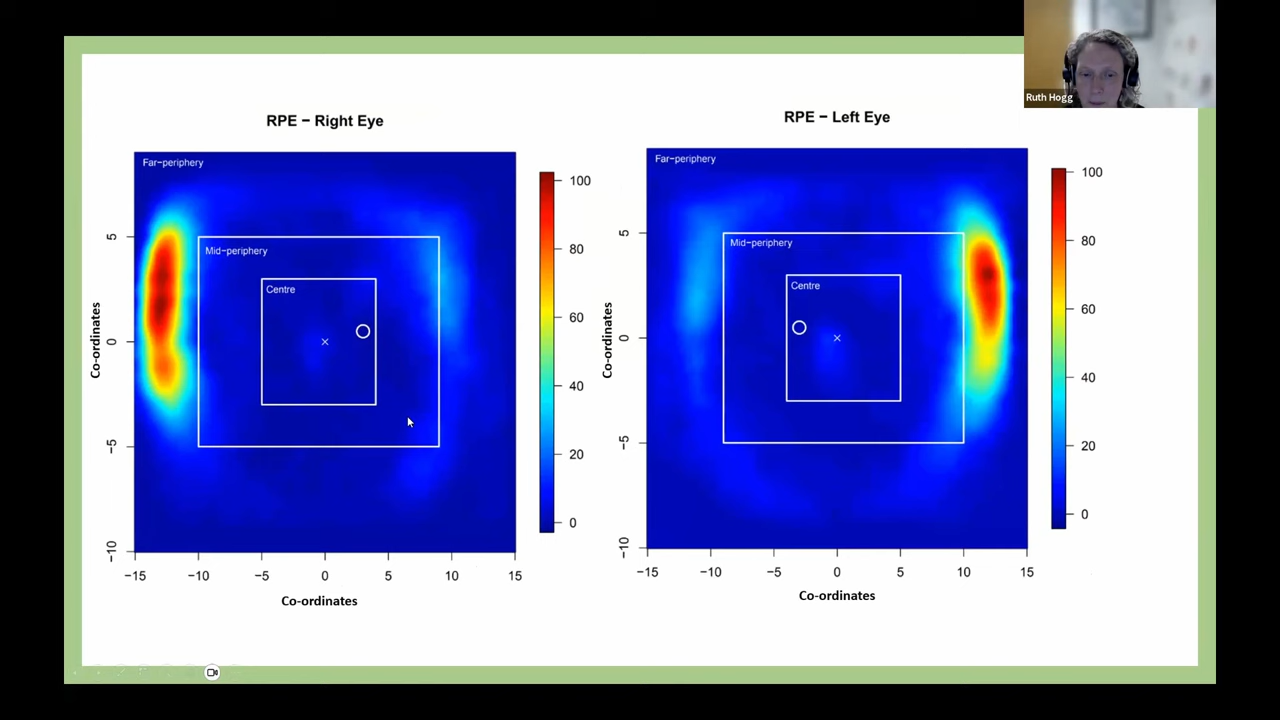 Ruth Hogg
RPE − Right Eye
Far−periphery
Mid−periphery
Centre
5
0
−5
−10
Co-ordinates
−15
−10
−5
0
5
10
15
Co-ordinates
100
80
60
40
20
0
RPE − Left Eye
Far−periphery
Mid−periphery
Centre
5
0
−5
−10
Co-ordinates
−15
−10
−5
0
5
10
15
Co-ordinates
100
80
60
40
20
0